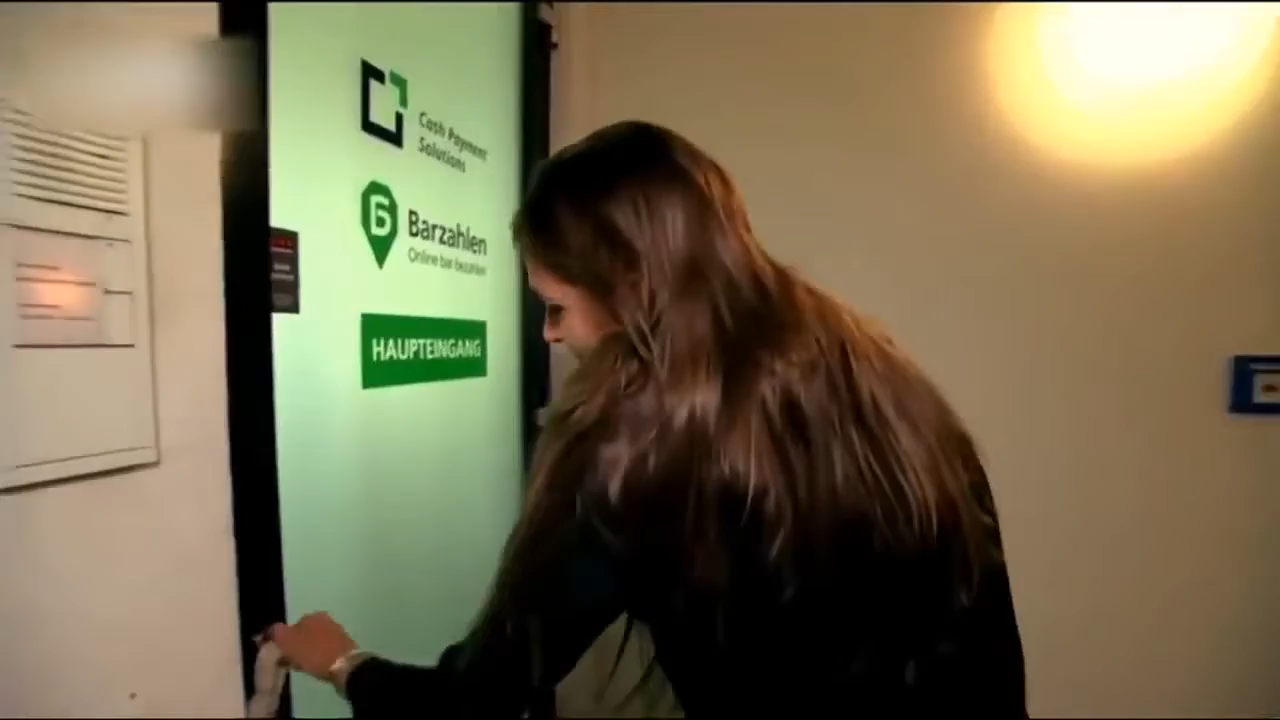 Cash Payment
Solutions
Barzahlen
Online bar bezahlen
HAUPTEINGANG